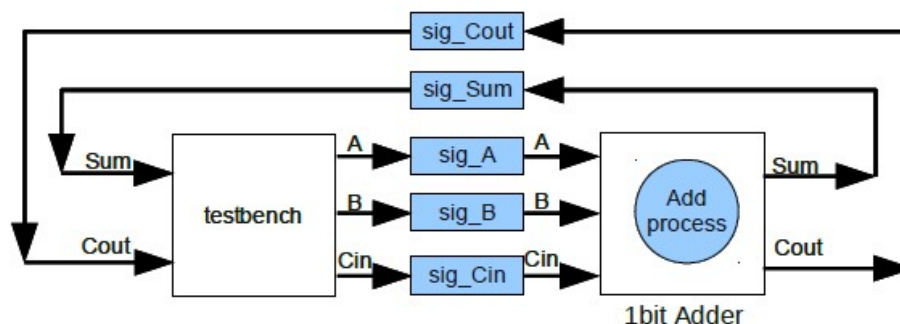 sig_Cout
sig_Sum
A
sig_A
A
Sum
Sum
testbench
B
sig_B
B
Add
process
Cout
Cin
sig_Cin
Cin
Cout
1bit Adder